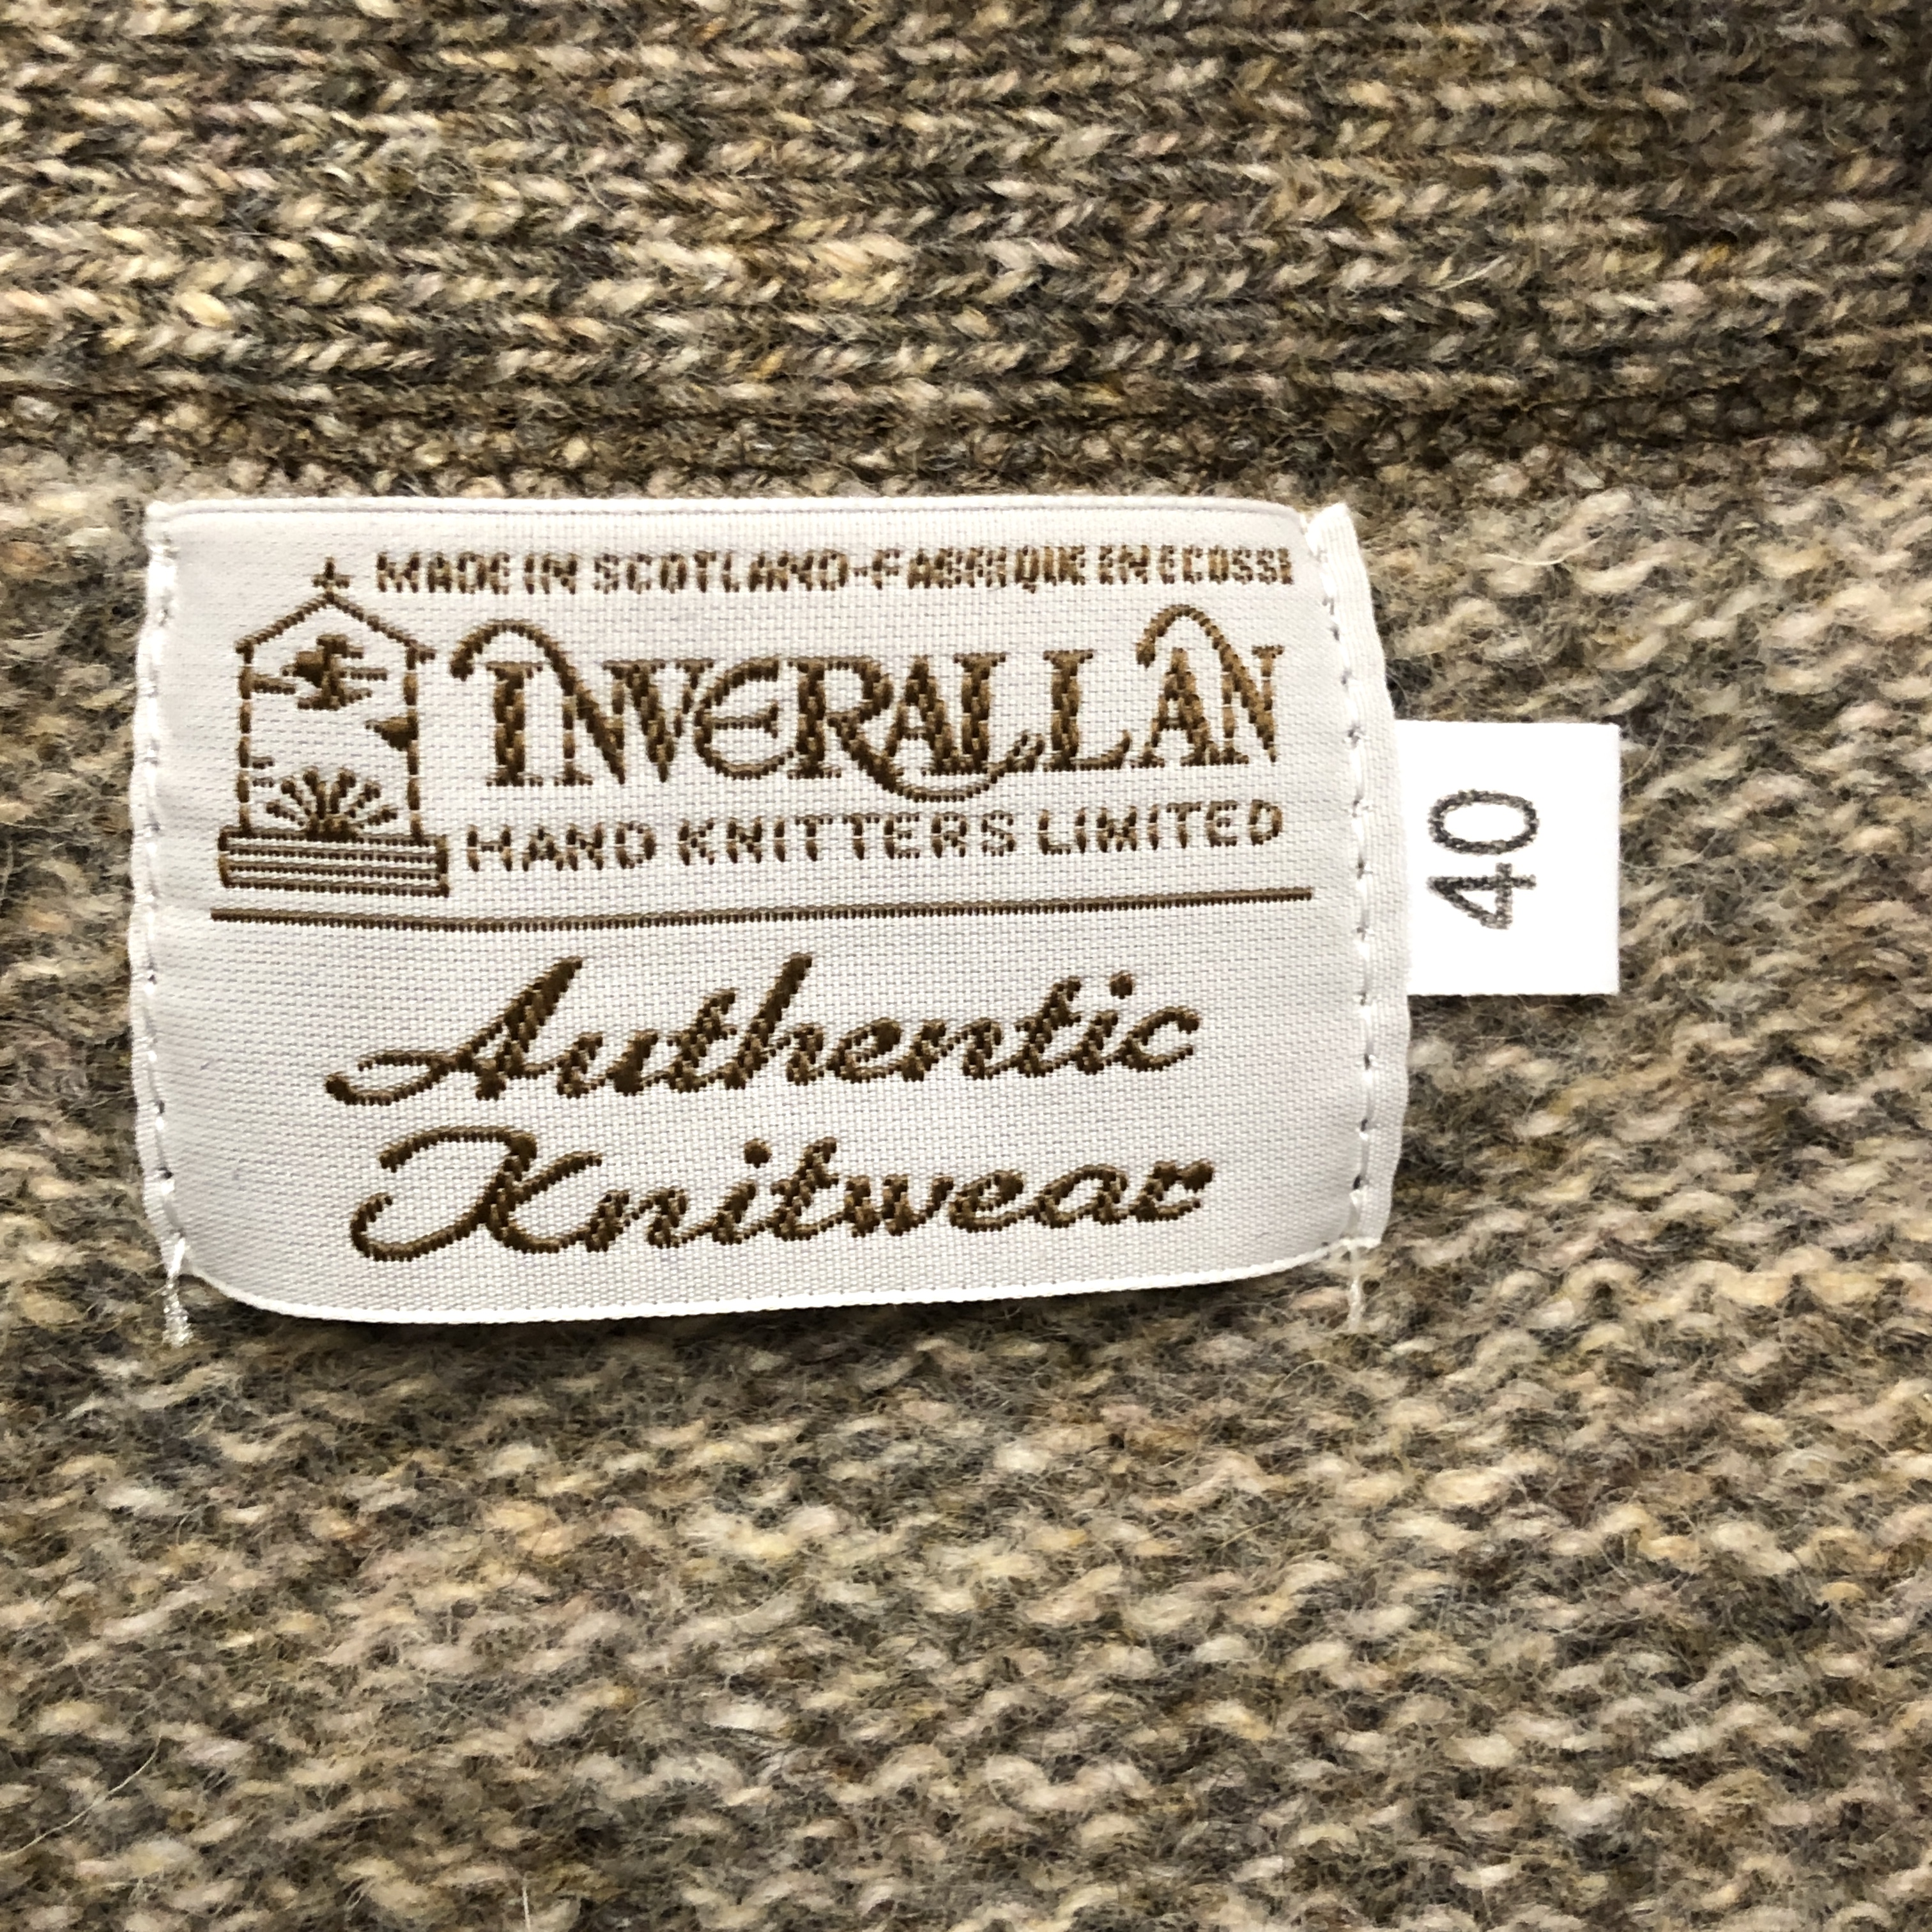 MADE IN SCOTLAND-FABRIQUE EN ECOSSE
INVERALLAN
HAND KNITTERS LIMITED
Authentic
Knitwear
40